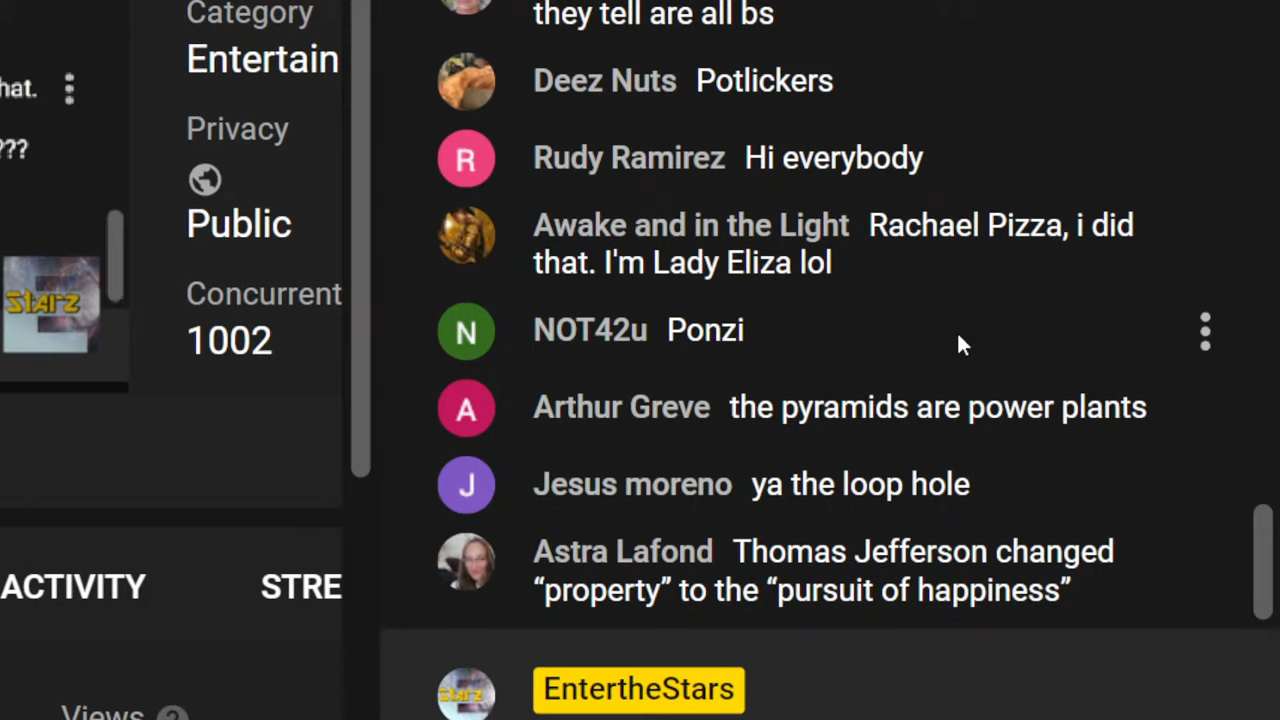 Category
Entertain
hat.
Privacy
???
Public
STARZ
E
Concurrent
1002
ACTIVITY
STRE
Views ?
they tell are all bs
Deez Nuts Potlickers
R
Rudy Ramirez Hi everybody
Awake and in the Light Rachael Pizza, i did
that. I'm Lady Eliza lol
N
NOT42u Ponzi
A
Arthur Greve the pyramids are power plants
J
Jesus moreno ya the loop hole
Astra Lafond Thomas Jefferson changed
“property” to the “pursuit of happiness”
STARZ
EntertheStars